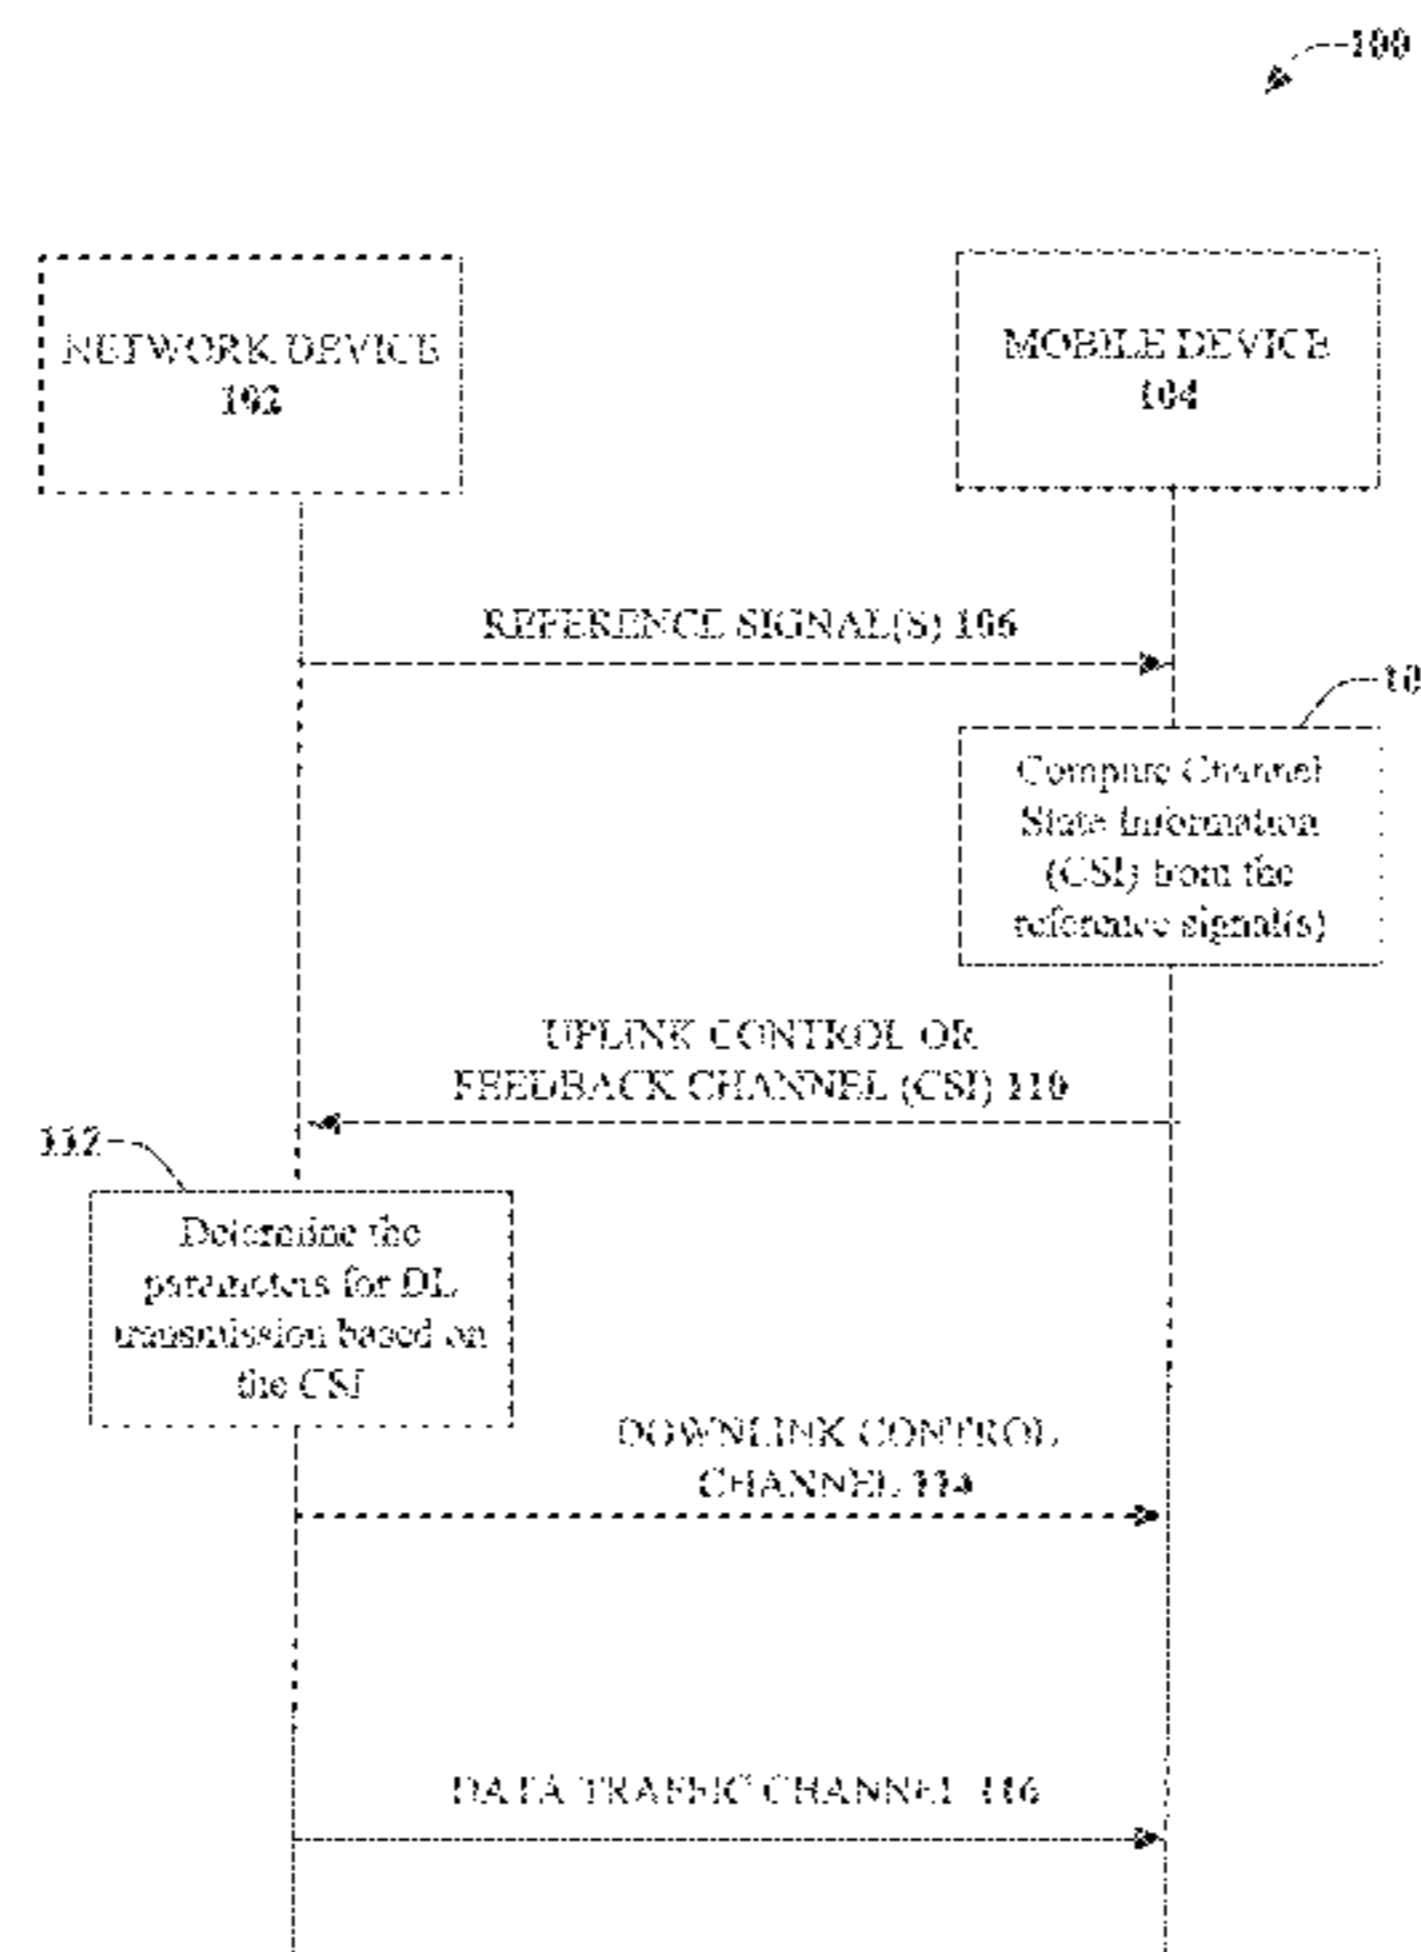 100
NETWORK DEVICE
102
MOBILE DEVICE
104
REFERENCE SIGNAL(S) 106
10
Compute Channel
State Information
(CSI) from the
reference signal(s)
UPLINK CONTROL OR
FEEDBACK CHANNEL (CSI) 110
112
Determine the
parameters for DL
transmission based on
the CSI
DOWNLINK CONTROL
CHANNEL 114
DATA TRAFFIC CHANNEL 116